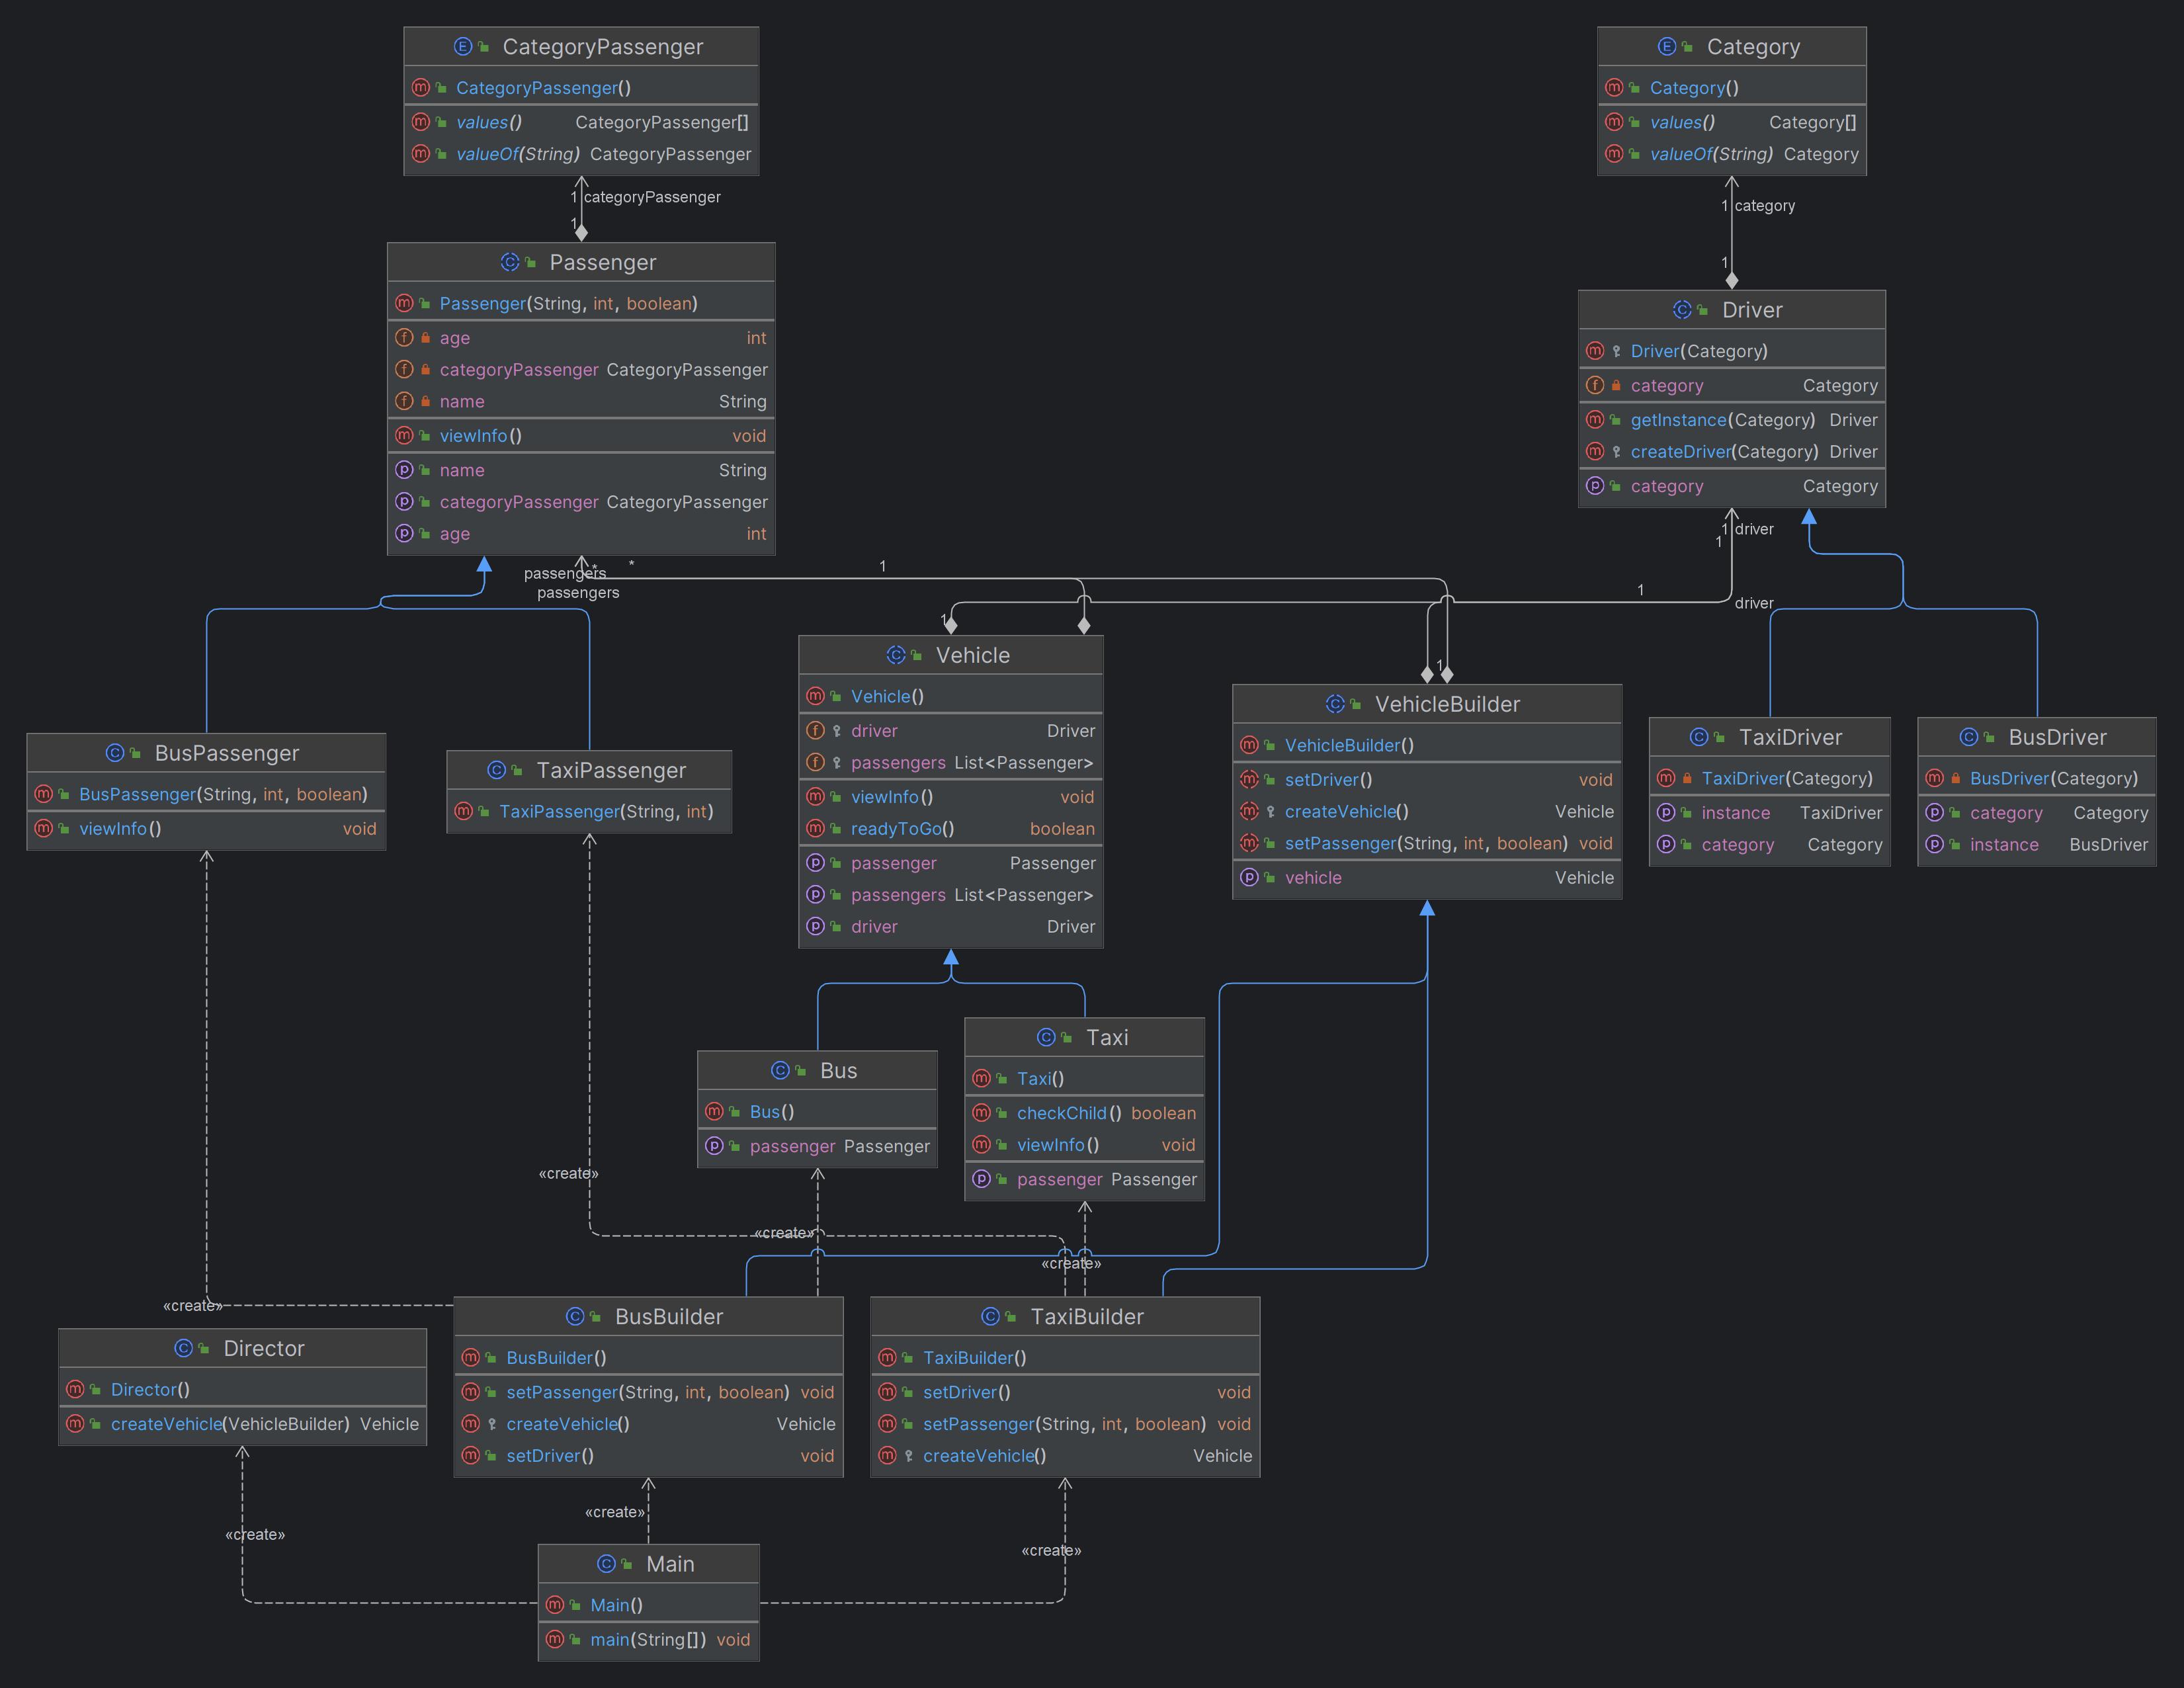 CategoryPassenger
CategoryPassenger()
values() CategoryPassenger[]
valueOf(String) CategoryPassenger
1 categoryPassenger
1
Category
Category()
values() Category[]
valueOf(String) Category
1 category
1
Passenger
Passenger(String, int, boolean)
age int
categoryPassenger CategoryPassenger
name String
viewInfo() void
name String
categoryPassenger CategoryPassenger
age int
Driver
Driver(Category)
category Category
getInstance(Category) Driver
createDriver(Category) Driver
category Category
1 driver
1
passengers * *
passengers
1
1
driver
1
1
Vehicle
Vehicle()
driver Driver
passengers List<Passenger>
viewInfo() void
readyToGo() boolean
passenger Passenger
passengers List<Passenger>
driver Driver
VehicleBuilder
VehicleBuilder()
setDriver() void
createVehicle() Vehicle
setPassenger(String, int, boolean) void
vehicle Vehicle
BusPassenger
BusPassenger(String, int, boolean)
viewInfo() void
TaxiPassenger
TaxiPassenger(String, int)
TaxiDriver
TaxiDriver(Category)
instance TaxiDriver
category Category
BusDriver
BusDriver(Category)
category Category
instance BusDriver
Bus
Bus()
passenger Passenger
Taxi
Taxi()
checkChild() boolean
viewInfo() void
passenger Passenger
«create»
«create»
«create»
«create»
Director
Director()
createVehicle(VehicleBuilder) Vehicle
BusBuilder
BusBuilder()
setPassenger(String, int, boolean) void
createVehicle() Vehicle
setDriver() void
TaxiBuilder
TaxiBuilder()
setDriver() void
setPassenger(String, int, boolean) void
createVehicle() Vehicle
«create»
«create»
«create»
Main
Main()
main(String[]) void